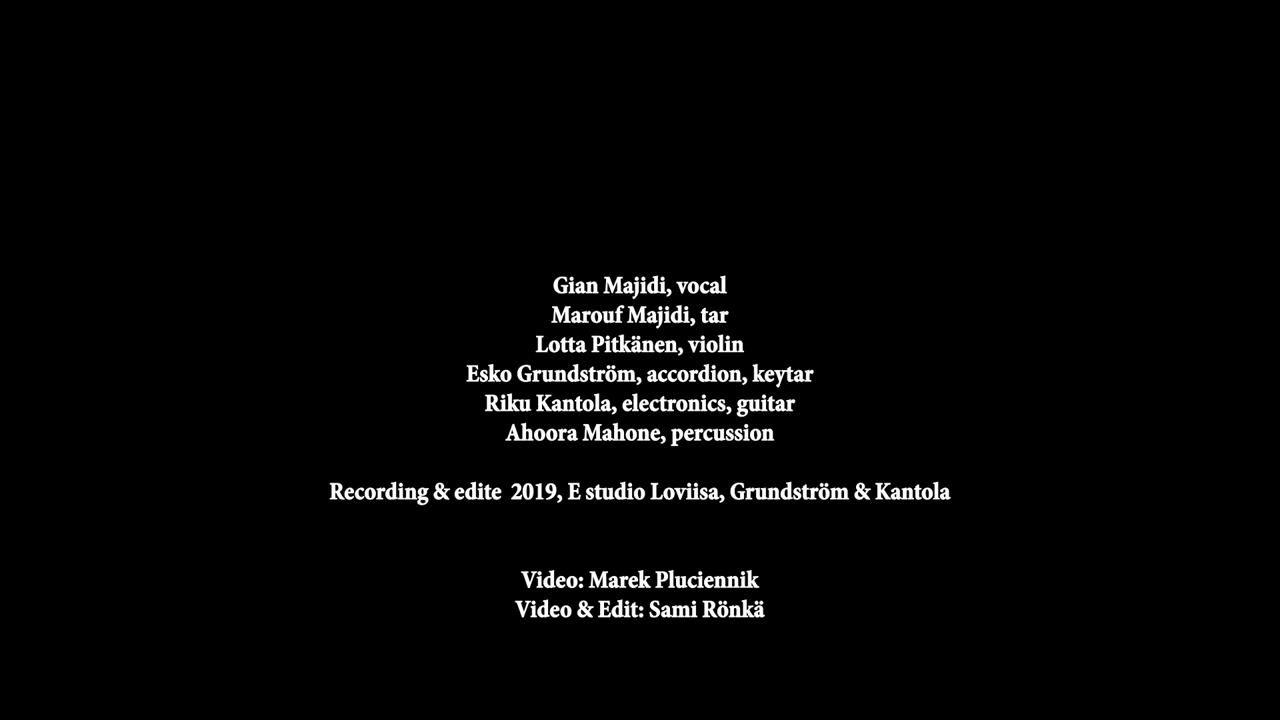 Gian Majidi, vocal
Marouf Majidi, tar
Lotta Pitkänen, violin
Esko Grundström, accordion, keytar
Riku Kantola, electronics, guitar
Ahoora Mahone, percussion
Recording & edite 2019, E studio Loviisa, Grundström & Kantola
Video: Marek Pluciennik
Video & Edit: Sami Rönkä